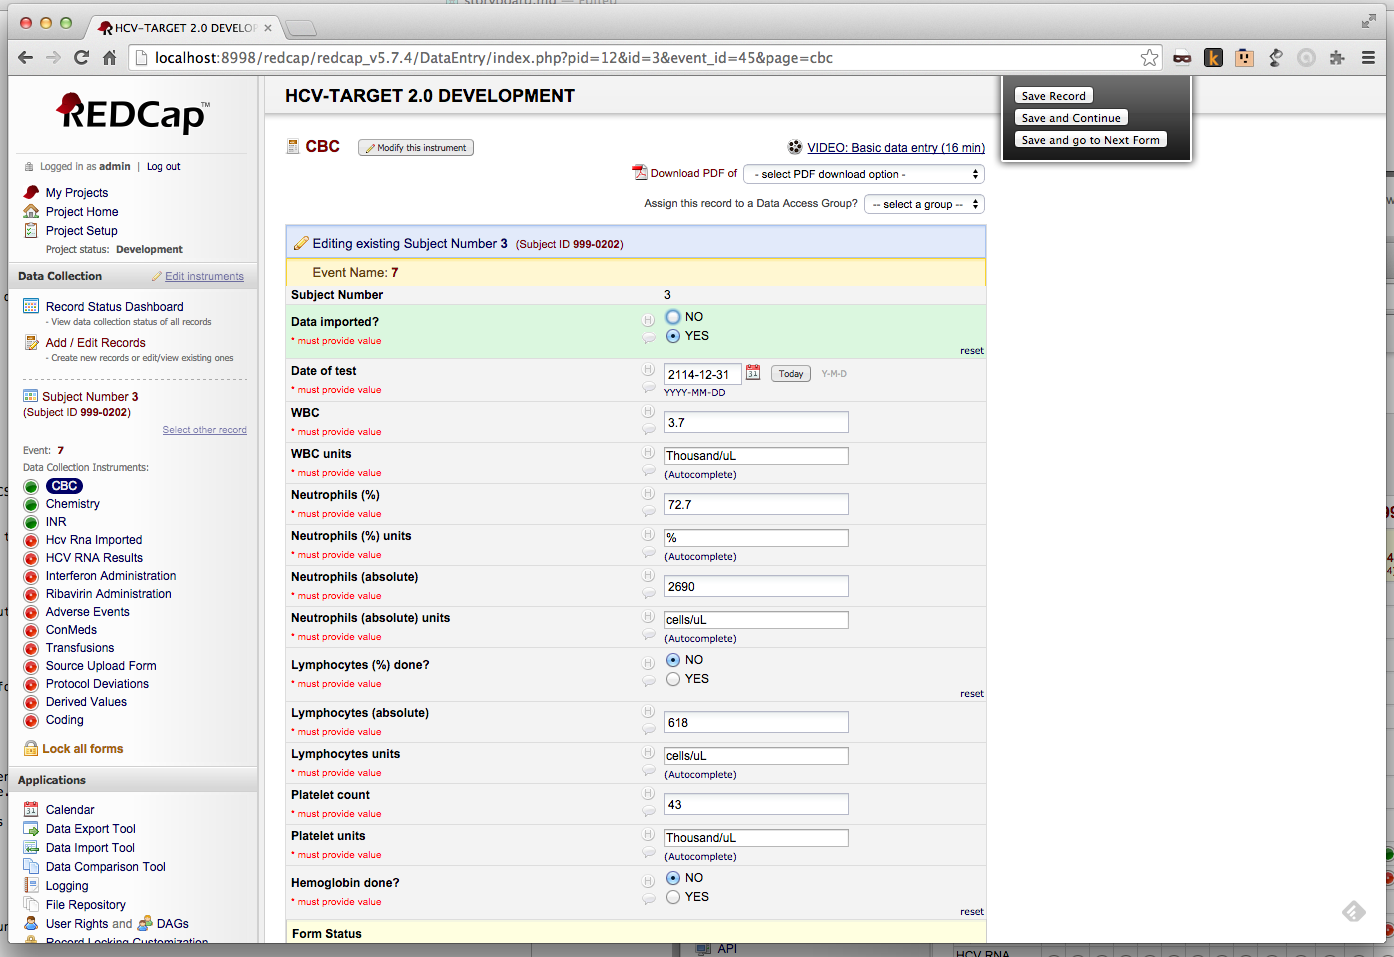 HCV-TARGET 2.0 DEVELOP
localhost:8998/redcap/redcap_v5.7.4/DataEntry/index.php?pid=12&id=3&event_id=45&page=cbc
REDCap™
Logged in as admin | Log out
My Projects
Project Home
Project Setup
Project status: Development
Data Collection
Edit instruments
Record Status Dashboard
- View data collection status of all records
Add / Edit Records
- Create new records or edit/view existing ones
Subject Number 3
(Subject ID 999-0202)
Select other record
Event: 7
Data Collection Instruments:
CBC
Chemistry
INR
Hcv Rna Imported
HCV RNA Results
Interferon Administration
Ribavirin Administration
Adverse Events
ConMeds
Transfusions
Source Upload Form
Protocol Deviations
Derived Values
Coding
Lock all forms
Applications
Calendar
Data Export Tool
Data Import Tool
Data Comparison Tool
Logging
File Repository
User Rights and DAGs
Record Locking Customization
HCV-TARGET 2.0 DEVELOPMENT
Save Record
Save and Continue
Save and go to Next Form
CBC
Modify this instrument
VIDEO: Basic data entry (16 min)
Download PDF of - select PDF download option -
Assign this record to a Data Access Group? -- select a group --
Editing existing Subject Number 3 (Subject ID 999-0202)
Event Name: 7
Subject Number 3
Data imported? H NO
* must provide value YES
reset
Date of test H 2114-12-31 31 Today Y-M-D
* must provide value YYYY-MM-DD
WBC H 3.7
* must provide value
WBC units H Thousand/uL
* must provide value (Autocomplete)
Neutrophils (%) H 72.7
* must provide value
Neutrophils (%) units H %
* must provide value (Autocomplete)
Neutrophils (absolute) H 2690
* must provide value
Neutrophils (absolute) units H cells/uL
* must provide value (Autocomplete)
Lymphocytes (%) done? H NO
* must provide value YES
reset
Lymphocytes (absolute) H 618
* must provide value
Lymphocytes units H cells/uL
* must provide value (Autocomplete)
Platelet count H 43
* must provide value
Platelet units H Thousand/uL
* must provide value (Autocomplete)
Hemoglobin done? H NO
* must provide value YES
reset
Form Status
API
HCV RNA